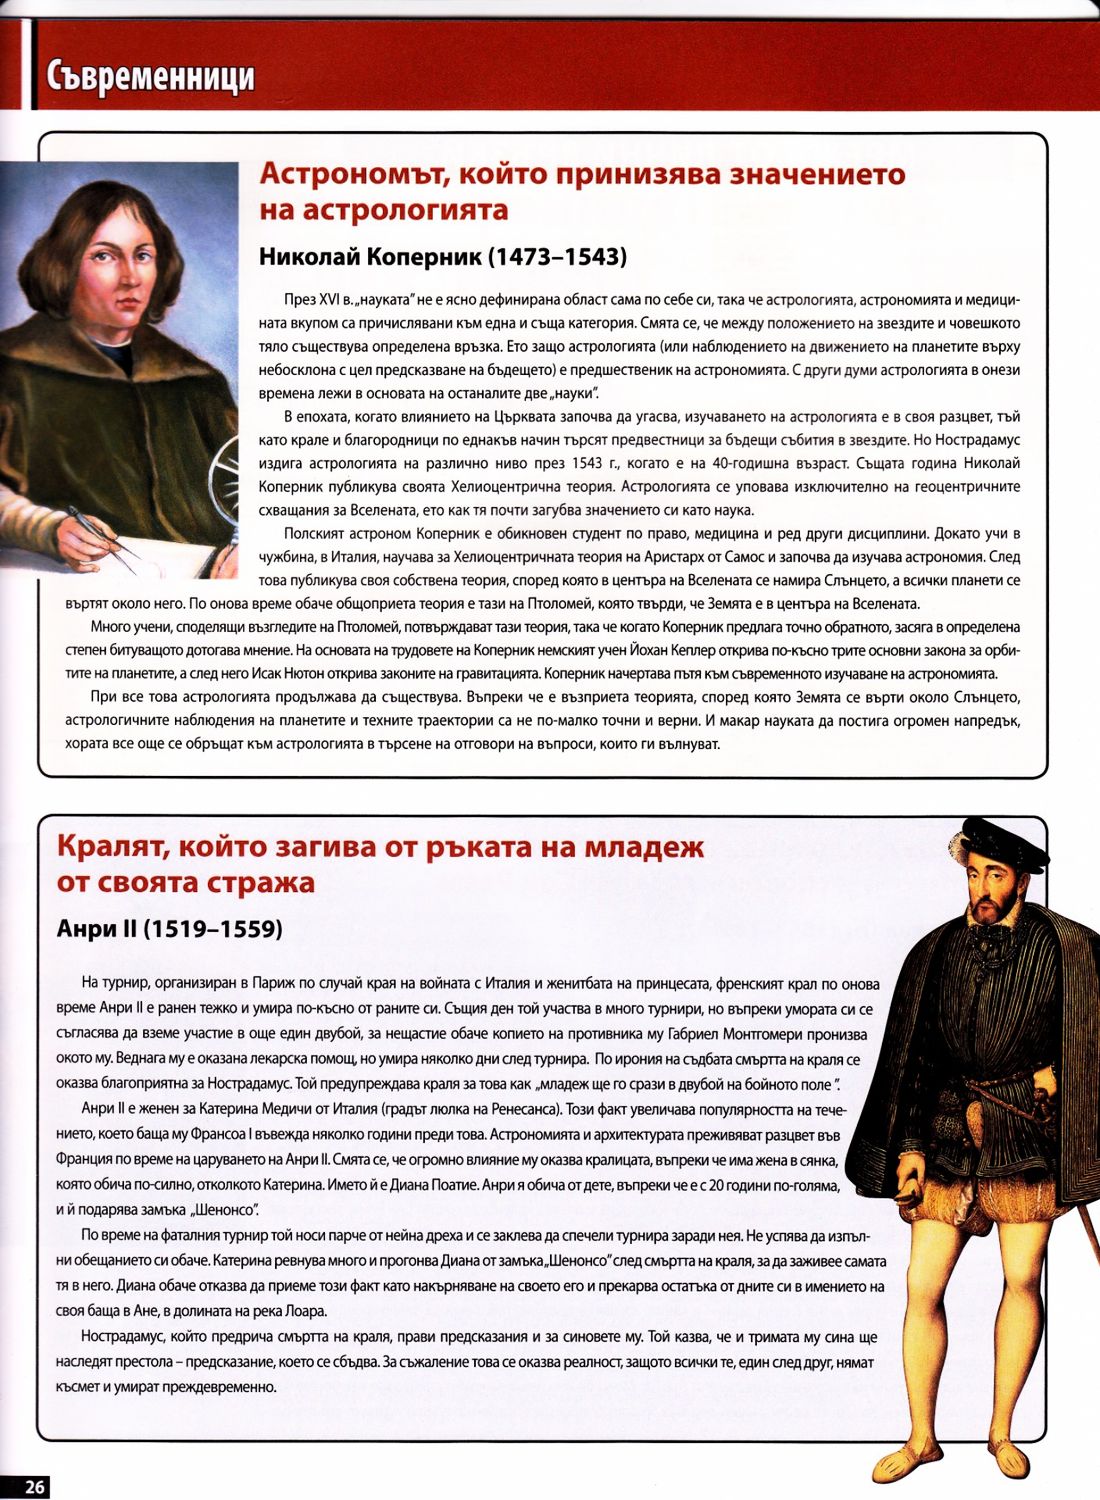 Съвременници
Астрономът, който принизява значението
на астрологията
Николай Коперник (1473–1543)
През XVI в. „науката” не е ясно дефинирана област сама по себе си, така че астрологията, астрономията и медици-
ната вкупом са причислявани към една и съща категория. Смята се, че между положението на звездите и човешкото
тяло съществува определена връзка. Ето защо астрологията (или наблюдението на движението на планетите върху
небосклона с цел предсказване на бъдещето) е предшественик на астрономията. С други думи астрологията в онези
времена лежи в основата на останалите две „науки”.
В епохата, когато влиянието на Църквата започва да угасва, изучаването на астрологията е в своя разцвет, тъй
като крале и благородници по еднакъв начин търсят предвестници за бъдещи събития в звездите. Но Нострадамус
издига астрологията на различно ниво през 1543 г., когато е на 40-годишна възраст. Същата година Николай
Коперник публикува своята Хелиоцентрична теория. Астрологията се уповава изключително на геоцентричните
схващания за Вселената, ето как тя почти загубва значението си като наука.
Полският астроном Коперник е обикновен студент по право, медицина и ред други дисциплини. Докато учи в
чужбина, в Италия, научава за Хелиоцентричната теория на Аристарх от Самос и започва да изучава астрономия. След
това публикува своя собствена теория, според която в центъра на Вселената се намира Слънцето, а всички планети се
въртят около него. По онова време обаче общоприета теория е тази на Птоломей, която твърди, че Земята е в центъра на Вселената.
Много учени, споделящи възгледите на Птоломей, потвърждават тази теория, така че когато Коперник предлага точно обратното, засяга в определена
степен битуващото дотогава мнение. На основата на трудовете на Коперник немският учен Йохан Кеплер открива по-късно трите основни закона за орби-
тите на планетите, а след него Исак Нютон открива законите на гравитацията. Коперник начертава пътя към съвременното изучаване на астрономията.
При все това астрологията продължава да съществува. Въпреки че е възприета теорията, според която Земята се върти около Слънцето,
астрологичните наблюдения на планетите и техните траектории са не по-малко точни и верни. И макар науката да постига огромен напредък,
хората все още се обръщат към астрологията в търсене на отговори на въпроси, които ги вълнуват.
Кралят, който загива от ръката на младеж
от своята стража
Анри II (1519–1559)
На турнир, организиран в Париж по случай края на войната с Италия и женитбата на принцесата, френският крал по онова
време Анри II е ранен тежко и умира по-късно от раните си. Същия ден той участва в много турнири, но въпреки умората си се
съгласява да вземе участие в още един двубой, за нещастие обаче копието на противника му Габриел Монтгомери пронизва
окото му. Веднага му е оказана лекарска помощ, но умира няколко дни след турнира. По ирония на съдбата смъртта на краля се
оказва благоприятна за Нострадамус. Той предупреждава краля за това как „младеж ще го срази в двубой на бойното поле ”.
Анри II е женен за Катерина Медичи от Италия (градът люлка на Ренесанса). Този факт увеличава популярността на тече-
нието, което баща му Франсоа I въвежда няколко години преди това. Астрономията и архитектурата преживяват разцвет във
Франция по време на царуването на Анри II. Смята се, че огромно влияние му оказва кралицата, въпреки че има жена в сянка,
която обича по-силно, отколкото Катерина. Името й е Диана Поатие. Анри я обича от дете, въпреки че е с 20 години по-голяма,
и й подарява замъка „Шенонсо”.
По време на фаталния турнир той носи парче от нейна дреха и се заклева да спечели турнира заради нея. Не успява да изпъл-
ни обещанието си обаче. Катерина ревнува много и прогонва Диана от замъка „Шенонсо” след смъртта на краля, за да заживее самата
тя в него. Диана обаче отказва да приеме този факт като накърняване на своето его и прекарва остатъка от дните си в имението на
своя баща в Ане, в долината на река Лоара.
Нострадамус, който предрича смъртта на краля, прави предсказания и за синовете му. Той казва, че и тримата му сина ще
наследят престола – предсказание, което се сбъдва. За съжаление това се оказва реалност, защото всички те, един след друг, нямат
късмет и умират преждевременно.
26